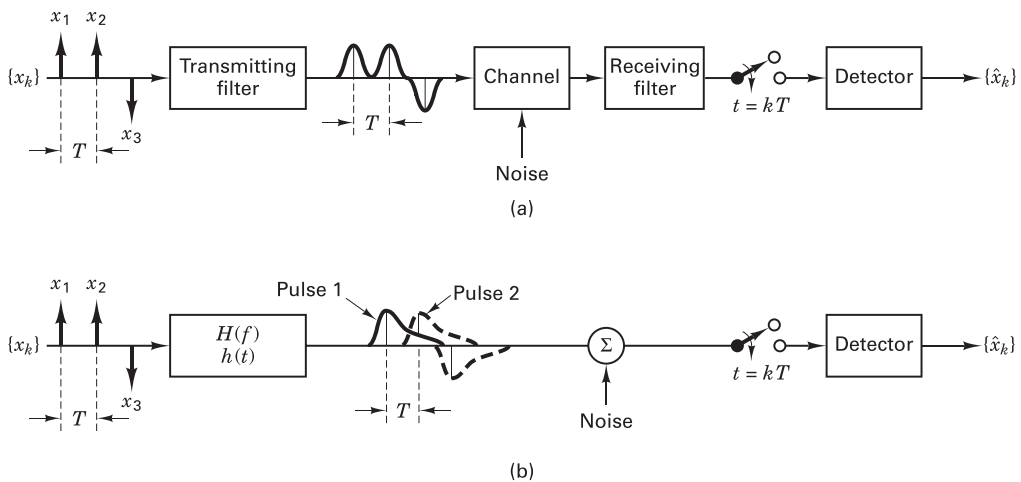 x1 x2
{xk}
Transmitting
filter
Channel
Receiving
filter
Detector
{x̂k}
t = kT
x3
T
T
Noise
(a)
x1 x2
Pulse 1
Pulse 2
{xk}
H(f)
h(t)
Σ
Detector
{x̂k}
t = kT
x3
T
T
Noise
(b)